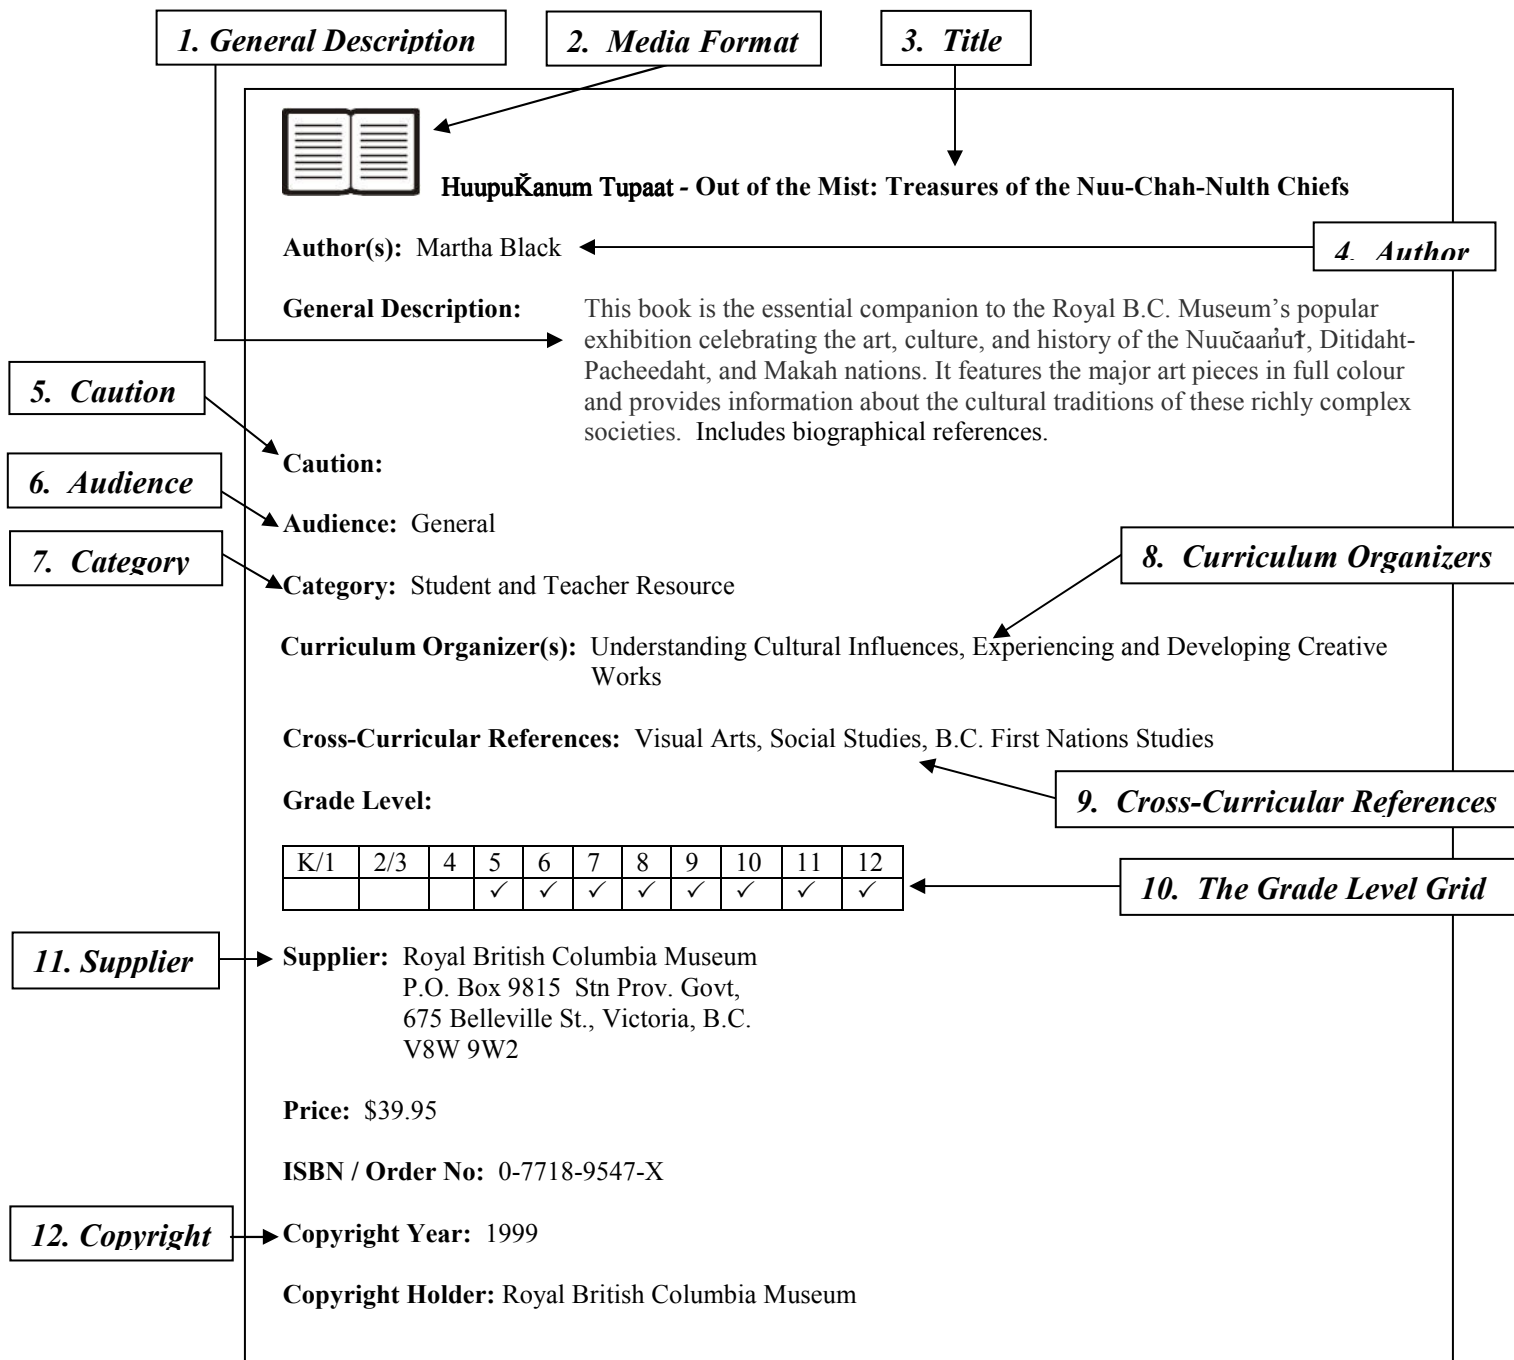 1. General Description
2. Media Format
3. Title
HuupuǨanum Tupaat - Out of the Mist: Treasures of the Nuu-Chah-Nulth Chiefs
Author(s): Martha Black
4. Author
General Description: This book is the essential companion to the Royal B.C. Museum’s popular
exhibition celebrating the art, culture, and history of the Nuučaan̓uɫ, Ditidaht-
Pacheedaht, and Makah nations. It features the major art pieces in full colour
and provides information about the cultural traditions of these richly complex
societies. Includes biographical references.
5. Caution
Caution:
6. Audience
Audience: General
7. Category
Category: Student and Teacher Resource
8. Curriculum Organizers
Curriculum Organizer(s): Understanding Cultural Influences, Experiencing and Developing Creative
Works
Cross-Curricular References: Visual Arts, Social Studies, B.C. First Nations Studies
9. Cross-Curricular References
Grade Level:
K/1 2/3 4 5 6 7 8 9 10 11 12
✓ ✓ ✓ ✓ ✓ ✓ ✓ ✓
10. The Grade Level Grid
11. Supplier
Supplier: Royal British Columbia Museum
P.O. Box 9815 Stn Prov. Govt,
675 Belleville St., Victoria, B.C.
V8W 9W2
Price: $39.95
ISBN / Order No: 0-7718-9547-X
12. Copyright
Copyright Year: 1999
Copyright Holder: Royal British Columbia Museum